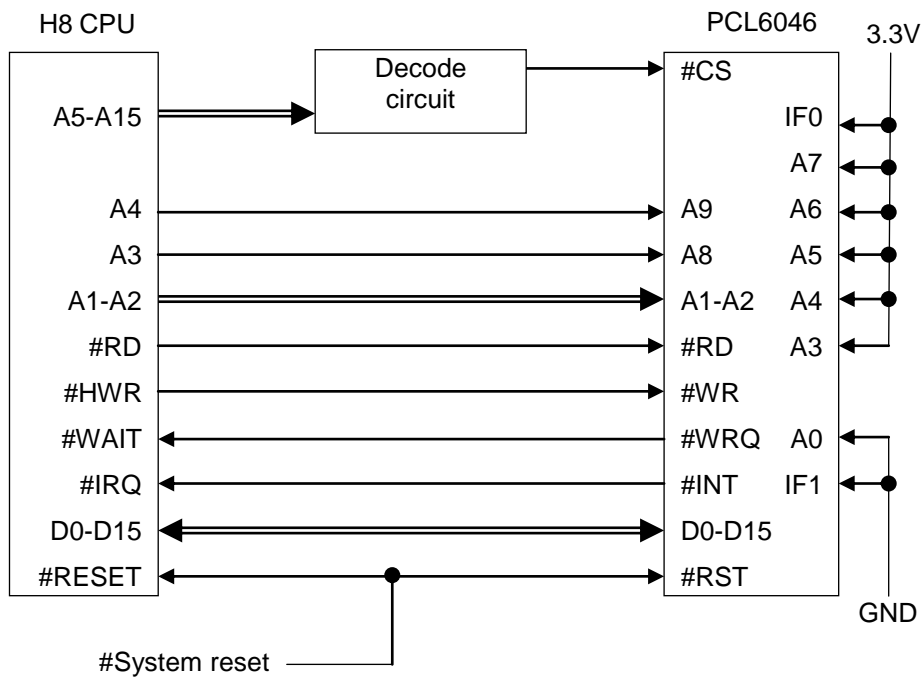 H8 CPU
PCL6046
3.3V
Decode
circuit
#CS
A5-A15
IF0
A7
A4
A9
A6
A3
A8
A5
A1-A2
A1-A2
A4
#RD
#RD
A3
#HWR
#WR
#WAIT
#WRQ
A0
#IRQ
#INT
IF1
D0-D15
D0-D15
#RESET
#RST
GND
#System reset